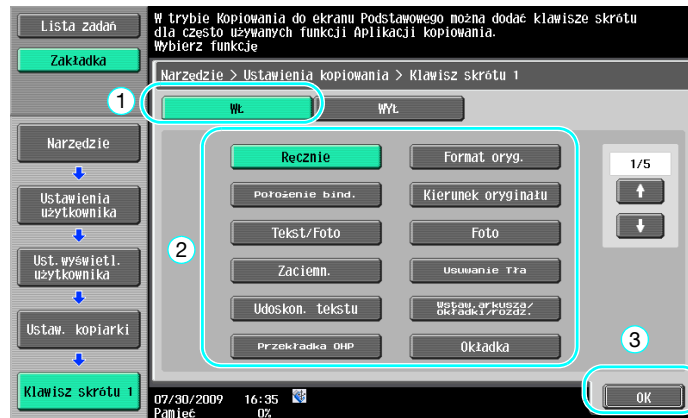 Lista zadań
Zakładka
W trybie Kopiowania do ekranu Podstawowego można dodać klawisze skrótu
dla często używanych funkcji Aplikacji kopiowania.
Wybierz funkcję
Narzędzie > Ustawienia kopiowania > Klawisz skrótu 1
1
WŁ
WYŁ
Narzędzie
Ustawienia
użytkownika
Ust.wyświetl.
użytkownika
Ustaw. kopiarki
Klawisz skrótu 1
2
Ręcznie
Format oryg.
Położenie bind.
Kierunek oryginału
Tekst/Foto
Foto
Zaciemn.
Usuwanie Tła
Udoskon. tekstu
Wstaw.arkusza/
okładki/rozdz.
Przekładka OHP
Okładka
1/5
3
OK
07/30/2009 16:35
Pamięć 0%